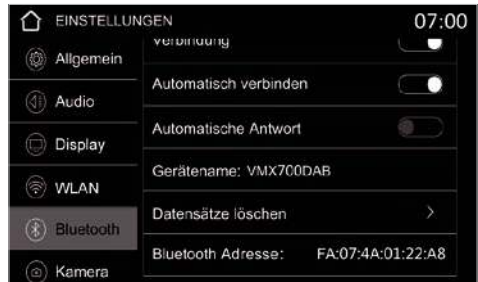 EINSTELLUNGEN 07:00
Verbindung
Allgemein
Automatisch verbinden
Audio
Automatische Antwort
Display
Gerätename: VMX700DAB
WLAN
Datensätze löschen
Bluetooth
Bluetooth Adresse: FA:07:4A:01:22:A8
Kamera